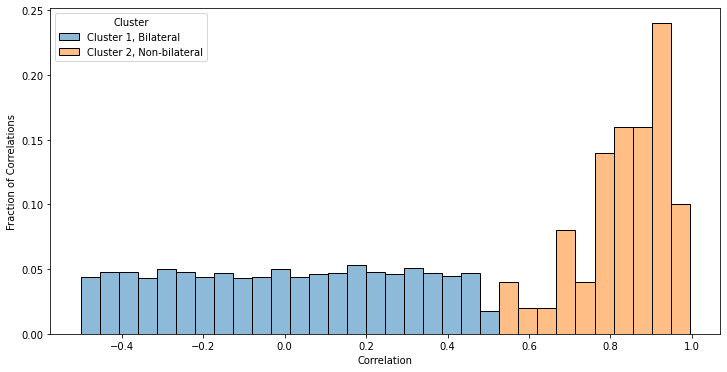 Cluster
Cluster 1, Bilateral
Cluster 2, Non-bilateral
Fraction of Correlations
0.25
0.20
0.15
0.10
0.05
0.00
−0.4 −0.2 0.0 0.2 0.4 0.6 0.8 1.0
Correlation